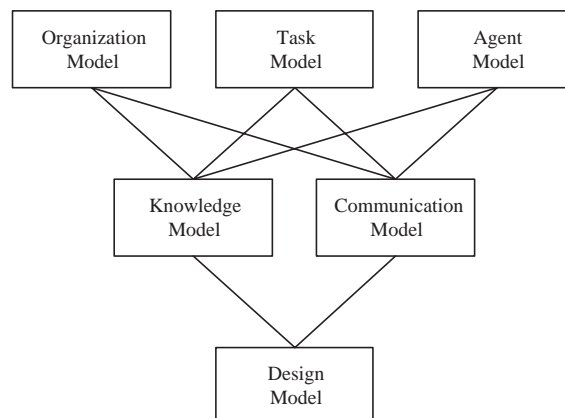 Organization
Model
Task
Model
Agent
Model
Knowledge
Model
Communication
Model
Design
Model